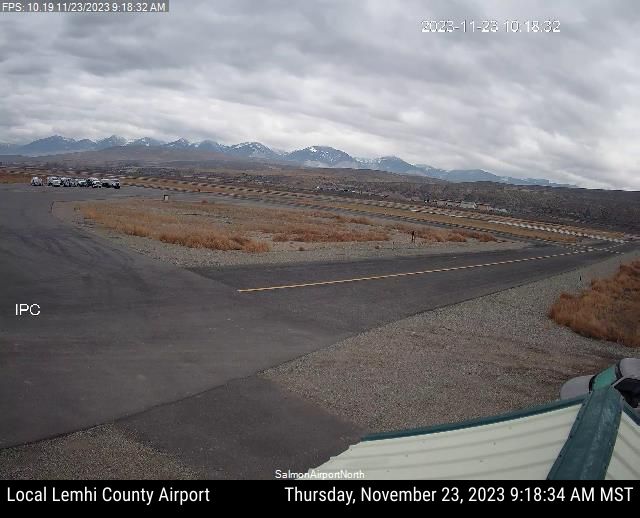 FPS: 10.19 11/23/2023 9:18:32 AM
2023-11-23 10:18:32
IPC
SalmonAirportNorth
Local Lemhi County Airport Thursday, November 23, 2023 9:18:34 AM MST